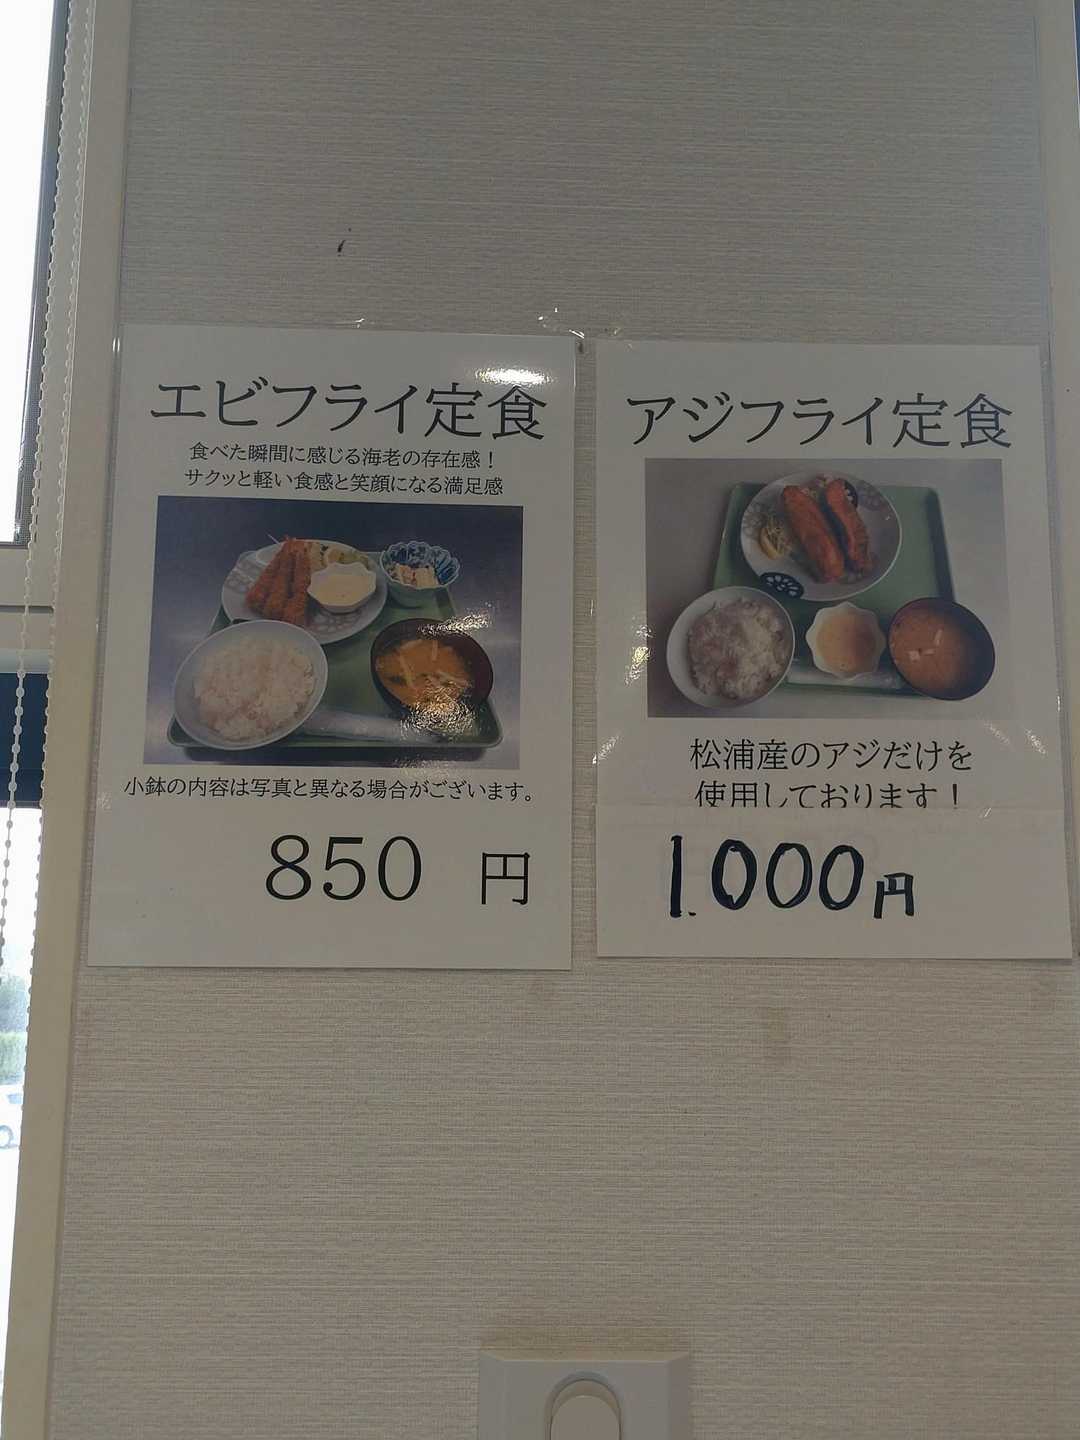 エビフライ定食
食べた瞬間に感じる海老の存在感！
サクッと軽い食感と笑顔になる満足感
小鉢の内容は写真と異なる場合がございます。
850 円
アジフライ定食
松浦産のアジだけを
使用しております！
1.000円